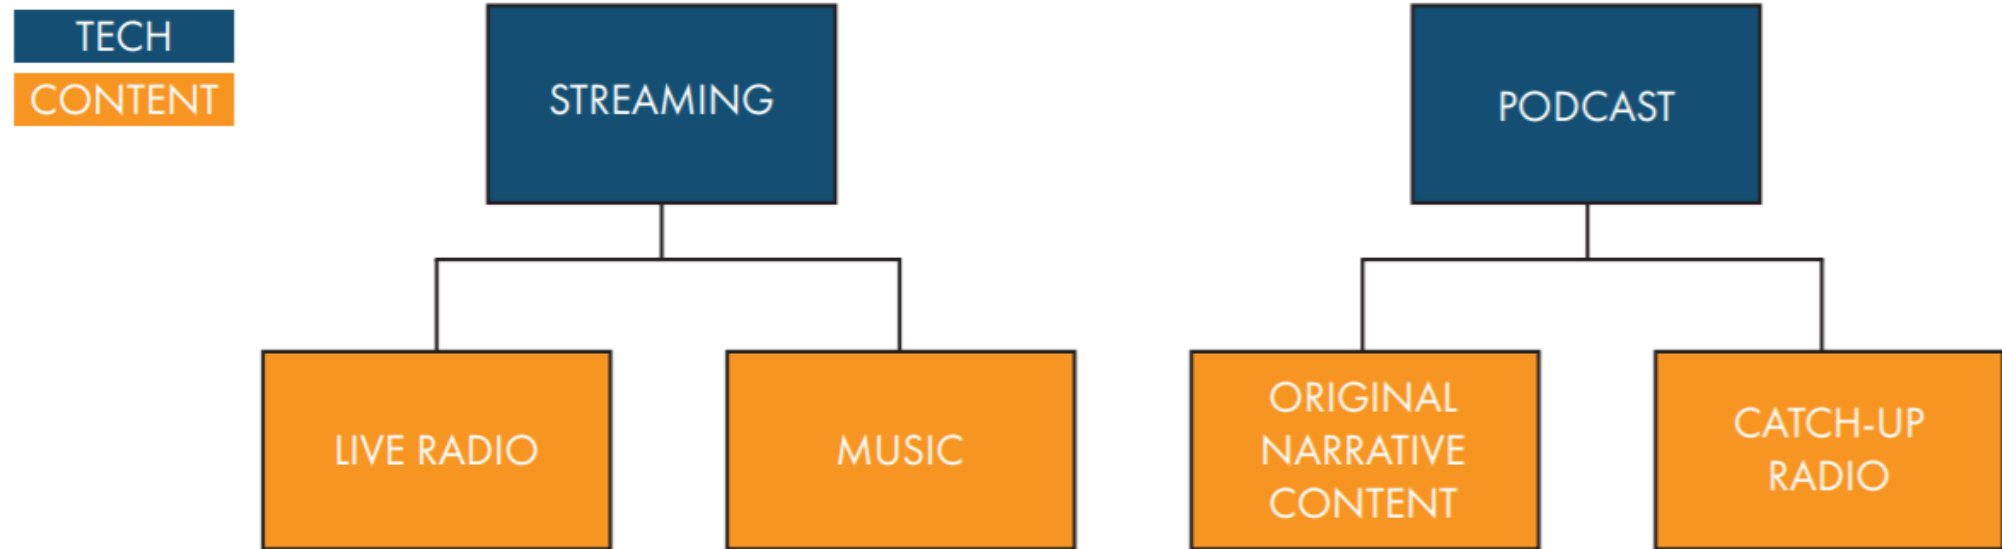 TECH
CONTENT
STREAMING
PODCAST
LIVE RADIO
MUSIC
ORIGINAL
NARRATIVE
CONTENT
CATCH-UP
RADIO